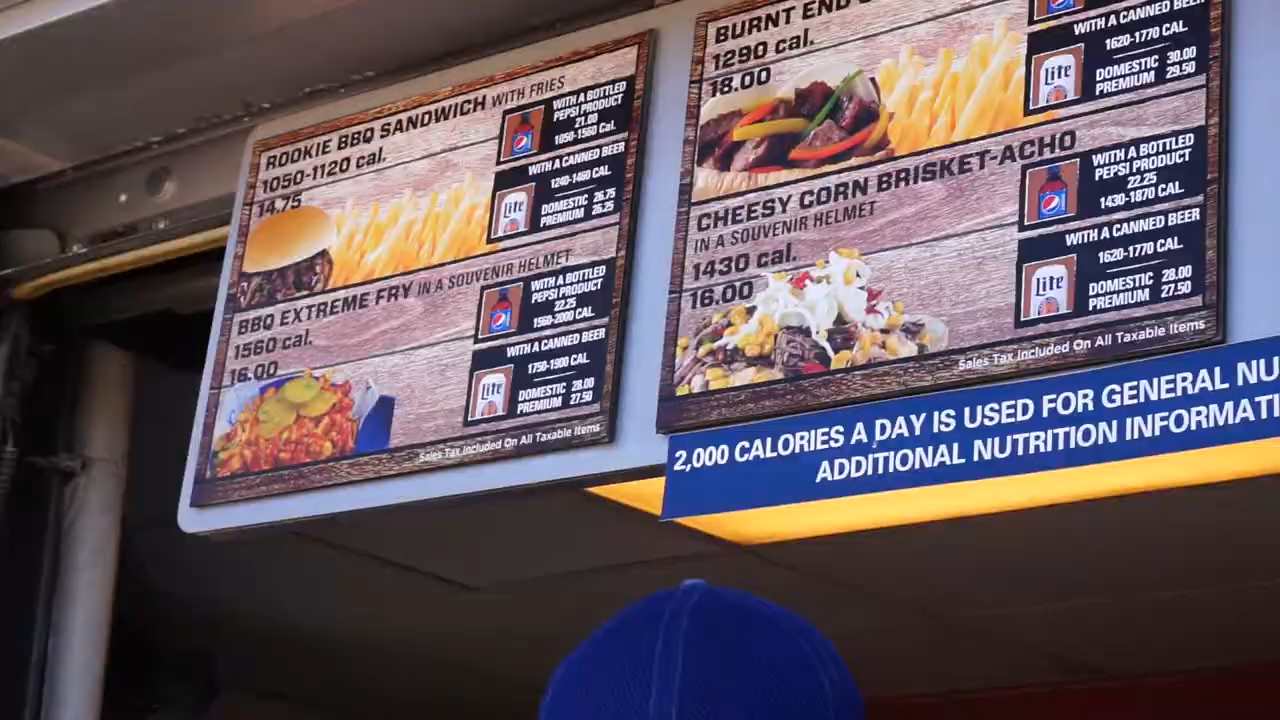 ROOKIE BBQ SANDWICH WITH FRIES
1050-1120 cal.
14.75
WITH A BOTTLED
PEPSI PRODUCT
21.00
1050-1560 Cal.
WITH A CANNED BEER
1240-1460 CAL
Lite
DOMESTIC 26.75
PREMIUM 26.25
BBQ EXTREME FRY IN A SOUVENIR HELMET
1560 cal.
16.00
WITH A BOTTLED
PEPSI PRODUCT
22.25
1560-2000 CAL.
WITH A CANNED BEER
1750-1900 CAL
Lite
DOMESTIC 28.00
PREMIUM 27.50
Sales Tax Included On All Taxable Items
BURNT END
1290 cal.
18.00
WITH A CANNED BEER
1620-1770 CAL
Lite
DOMESTIC 30.00
PREMIUM 29.50
CHEESY CORN BRISKET-ACHO
IN A SOUVENIR HELMET
1430 cal.
16.00
WITH A BOTTLED
PEPSI PRODUCT
22.25
1430-1870 CAL
WITH A CANNED BEER
1620-1770 CAL
Lite
DOMESTIC 28.00
PREMIUM 27.50
Sales Tax Included On All Taxable Items
2,000 CALORIES A DAY IS USED FOR GENERAL NU
ADDITIONAL NUTRITION INFORMATI